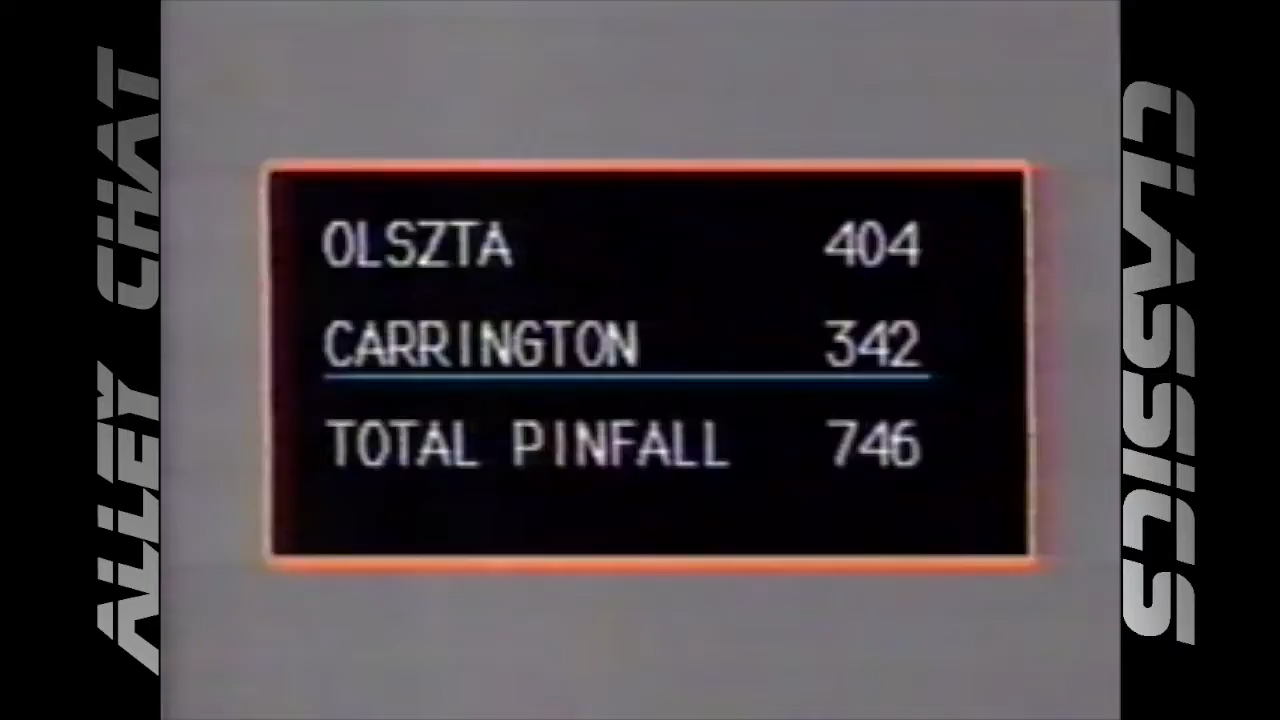 ALLEY CHAT
OLSZTA 404
CARRINGTON 342
TOTAL PINFALL 746
CLASSICS